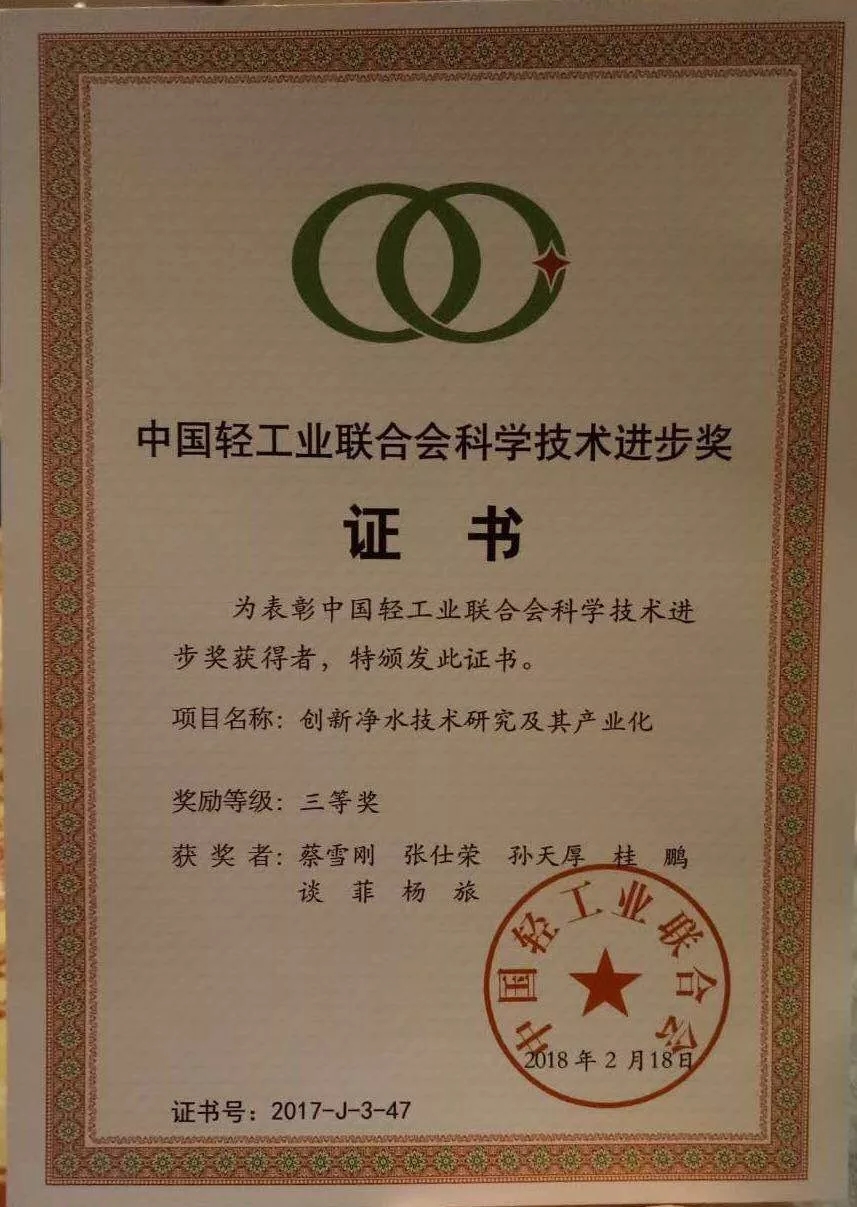 中国轻工业联合会科学技术进步奖
证 书
为表彰中国轻工业联合会科学技术进
步奖获得者，特颁发此证书。
项目名称：创新净水技术研究及其产业化
奖励等级：三等奖
获 奖 者：蔡雪刚 张仕荣 孙天厚 桂 鹏
谈 菲 杨 旅
中国轻工业联合会
2018 年 2 月18日
证书号：2017-J-3-47